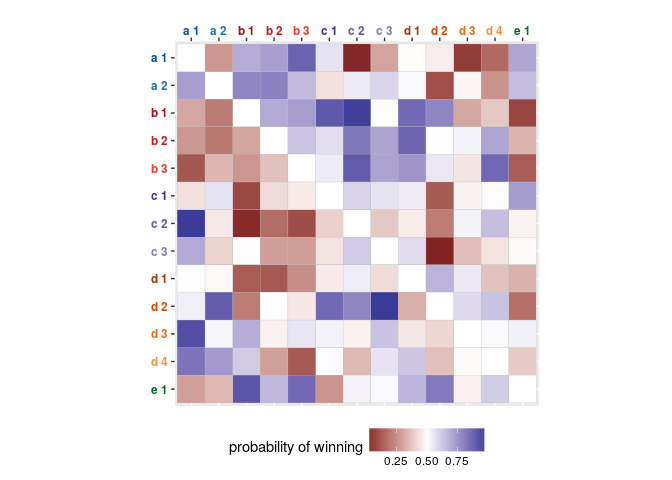 a 1 a 2 b 1 b 2 b 3 c 1 c 2 c 3 d 1 d 2 d 3 d 4 e 1
a 1
a 2
b 1
b 2
b 3
c 1
c 2
c 3
d 1
d 2
d 3
d 4
e 1
probability of winning
0.25 0.50 0.75